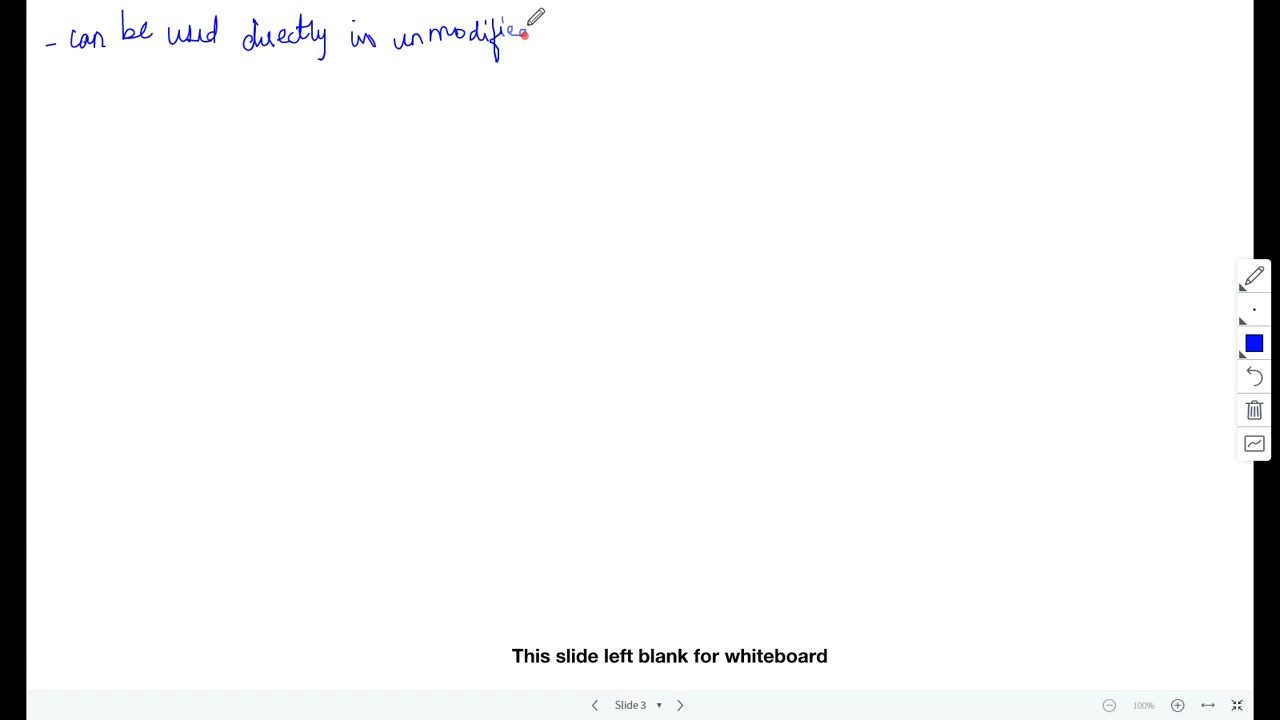 - can be used directly in unmodified
This slide left blank for whiteboard
Slide 3
100%